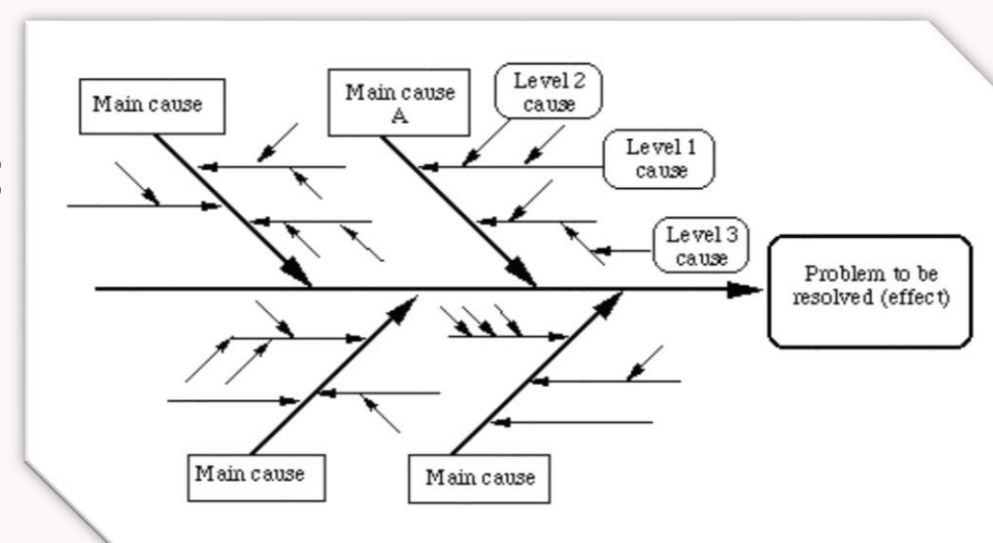 Main cause
Main cause
A
Level 2
cause
Level 1
cause
Level 3
cause
Problem to be
resolved (effect)
Main cause
Main cause